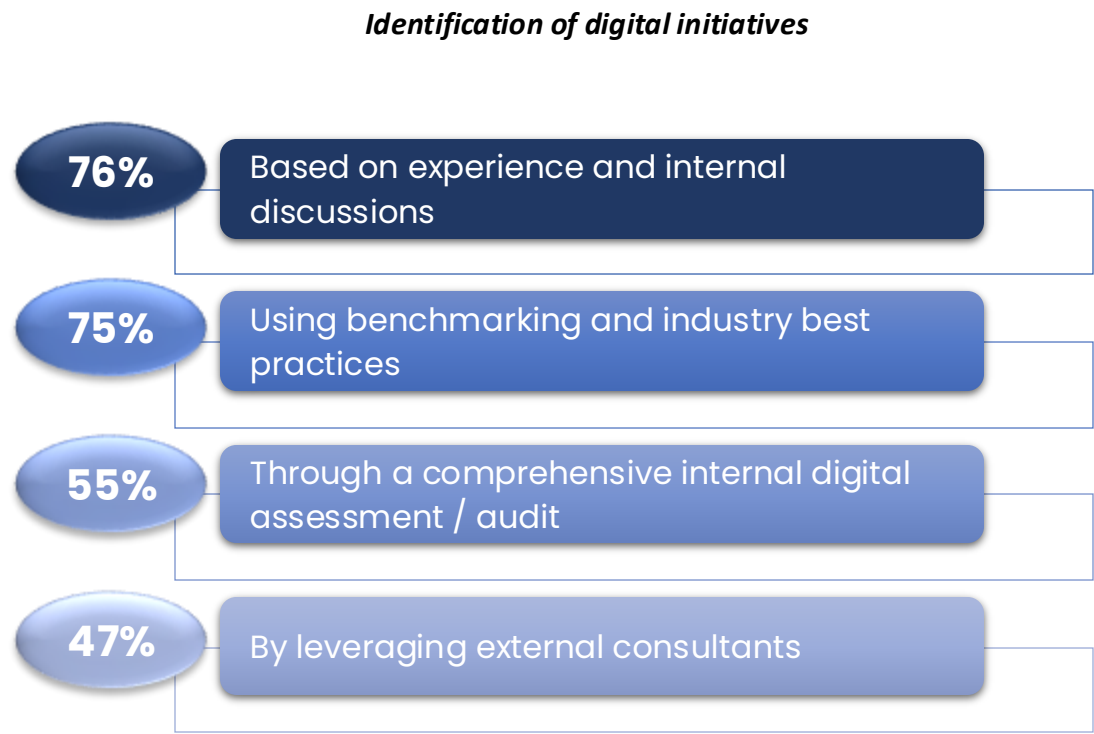 Identification of digital initiatives
76%
Based on experience and internal
discussions
75%
Using benchmarking and industry best
practices
55%
Through a comprehensive internal digital
assessment / audit
47%
By leveraging external consultants